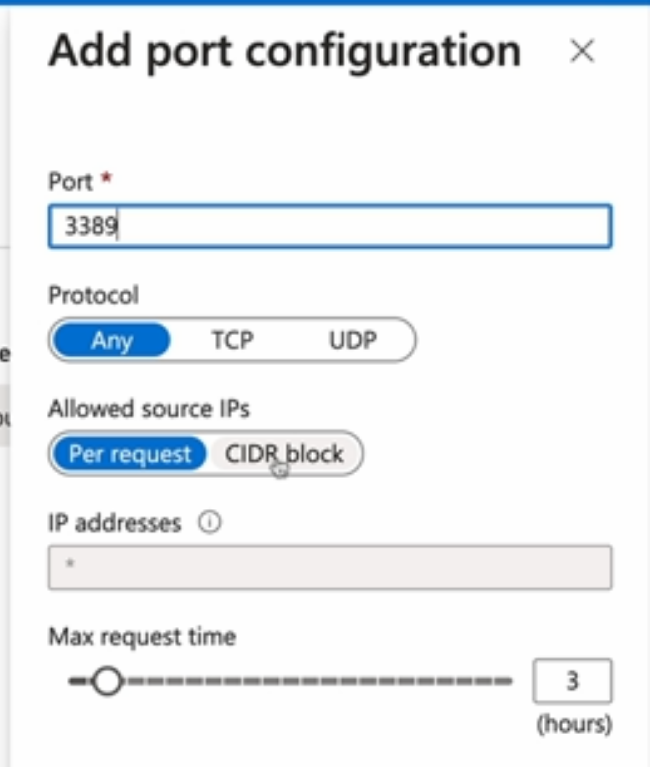 Add port configuration
Port *
3389
Protocol
Any TCP UDP
Allowed source IPs
Per request CIDR block
IP addresses
*
Max request time
3
(hours)